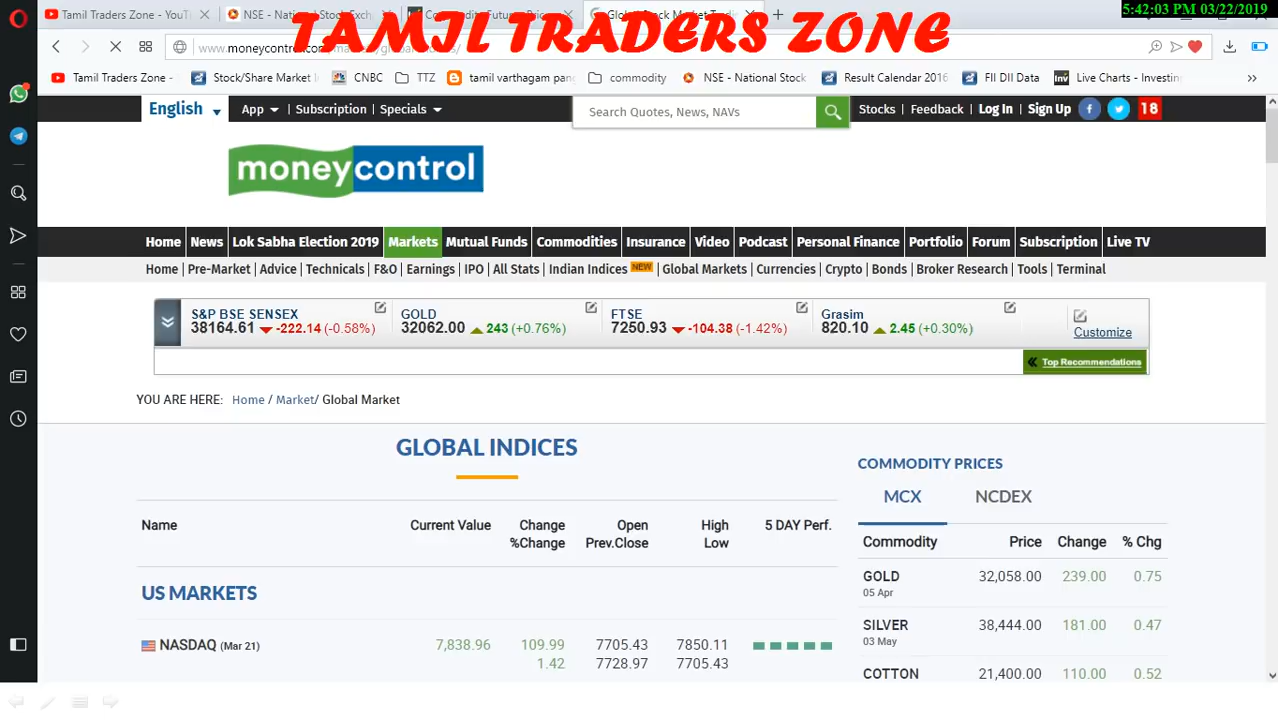 5:42:03 PM 03/22/2019
Tamil Traders Zone - YouT
NSE - National Stock Exch
TAMIL TRADERS ZONE
www.moneycontrol.com
Tamil Traders Zone - Stock/Share Market CNBC TTZ tamil varthagam pan commodity NSE - National Stock Result Calendar 2016 FII DII Data Inv Live Charts - Investin
English App | Subscription | Specials Search Quotes, News, NAVs Stocks | Feedback | Log In | Sign Up 18
moneycontrol
Home News Lok Sabha Election 2019 Markets Mutual Funds Commodities Insurance Video Podcast Personal Finance Portfolio Forum Subscription Live TV
Home | Pre-Market | Advice | Technicals | F&O | Earnings | IPO | All Stats | Indian Indices NEW | Global Markets | Currencies | Crypto | Bonds | Broker Research | Tools | Terminal
S&P BSE SENSEX GOLD FTSE Grasim
38164.61 -222.14 (-0.58%) 32062.00 243 (+0.76%) 7250.93 -104.38 (-1.42%) 820.10 2.45 (+0.30%) Customize
Top Recommendations
YOU ARE HERE: Home / Market/ Global Market
GLOBAL INDICES
Name Current Value Change %Change Open Prev.Close High Low 5 DAY Perf.
US MARKETS
NASDAQ (Mar 21) 7,838.96 109.99 7705.43 7850.11
1.42 7728.97 7705.43
COMMODITY PRICES
MCX NCDEX
Commodity Price Change % Chg
GOLD 32,058.00 239.00 0.75
05 Apr
SILVER 38,444.00 181.00 0.47
03 May
COTTON 21,400.00 110.00 0.52